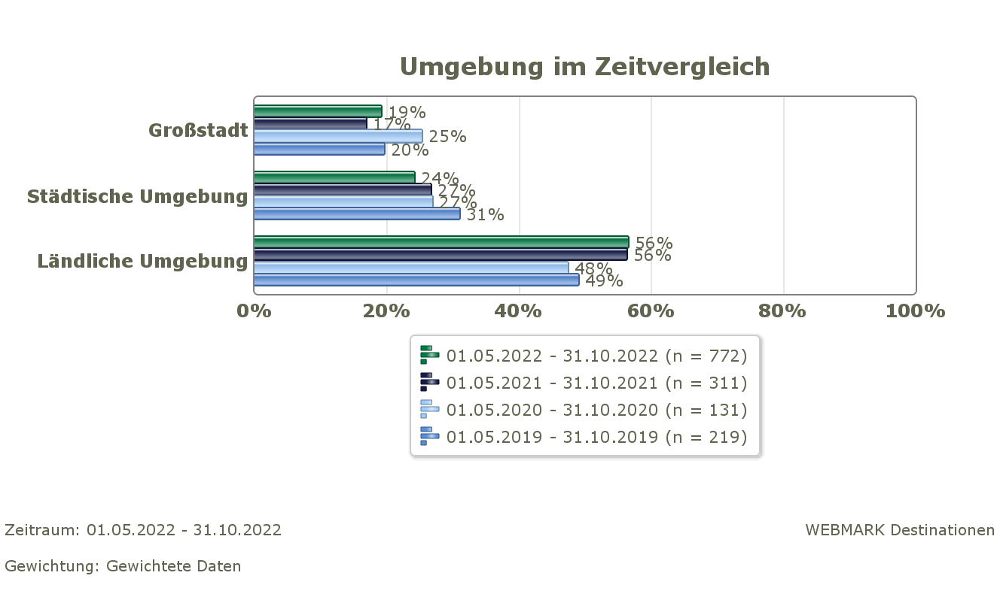 Umgebung im Zeitvergleich
Großstadt
19%
17%
25%
20%
Städtische Umgebung
24%
27%
27%
31%
Ländliche Umgebung
56%
56%
48%
49%
0% 20% 40% 60% 80% 100%
01.05.2022 - 31.10.2022 (n = 772)
01.05.2021 - 31.10.2021 (n = 311)
01.05.2020 - 31.10.2020 (n = 131)
01.05.2019 - 31.10.2019 (n = 219)
Zeitraum: 01.05.2022 - 31.10.2022
WEBMARK Destinationen
Gewichtung: Gewichtete Daten